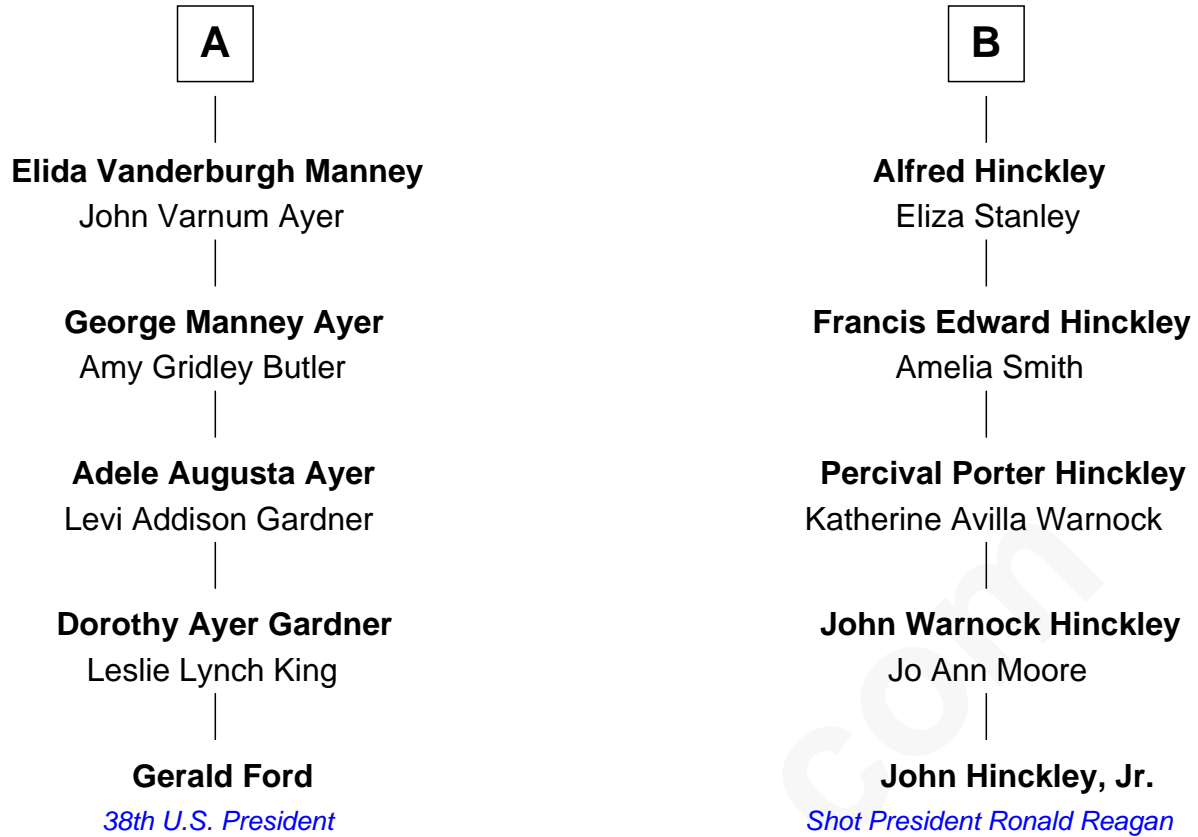 A
Elida Vanderburgh Manney
John Varnum Ayer
George Manney Ayer
Amy Gridley Butler
Adele Augusta Ayer
Levi Addison Gardner
Dorothy Ayer Gardner
Leslie Lynch King
Gerald Ford
38th U.S. President
B
Alfred Hinckley
Eliza Stanley
Francis Edward Hinckley
Amelia Smith
Percival Porter Hinckley
Katherine Avilla Warnock
John Warnock Hinckley
Jo Ann Moore
John Hinckley, Jr.
Shot President Ronald Reagan
com